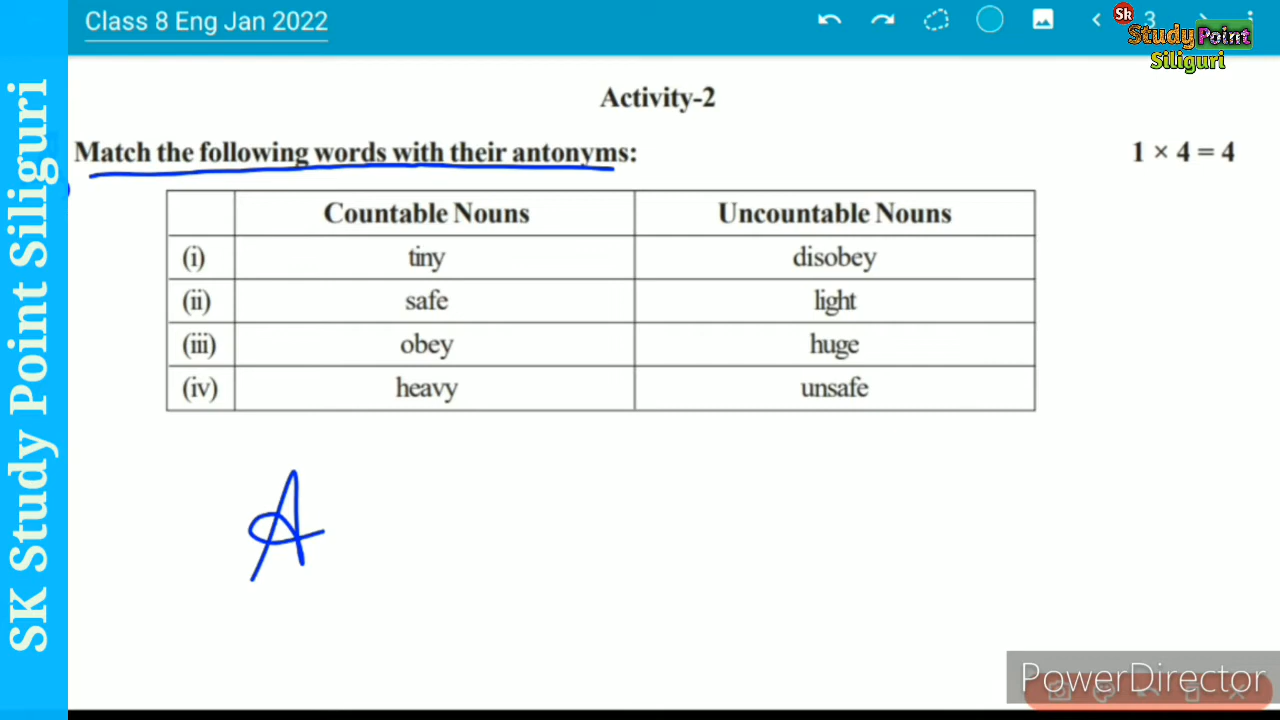 Class 8 Eng Jan 2022
3
Sk
Study Point
Siliguri
SK Study Point Siliguri
Activity-2
Match the following words with their antonyms: 1 × 4 = 4
Countable Nouns Uncountable Nouns
(i) tiny disobey
(ii) safe light
(iii) obey huge
(iv) heavy unsafe
A
PowerDirector